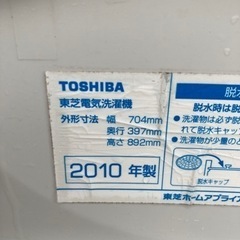 TOSHIBA
東芝電気洗濯機
外形寸法 幅 704mm
奥行 397mm
高さ 892mm
2010 年製
脱水時は脱
洗濯物は必ず脱
れて脱水キャップ
洗濯物が少量の
脱水キャップ
東芝ホームアプライ